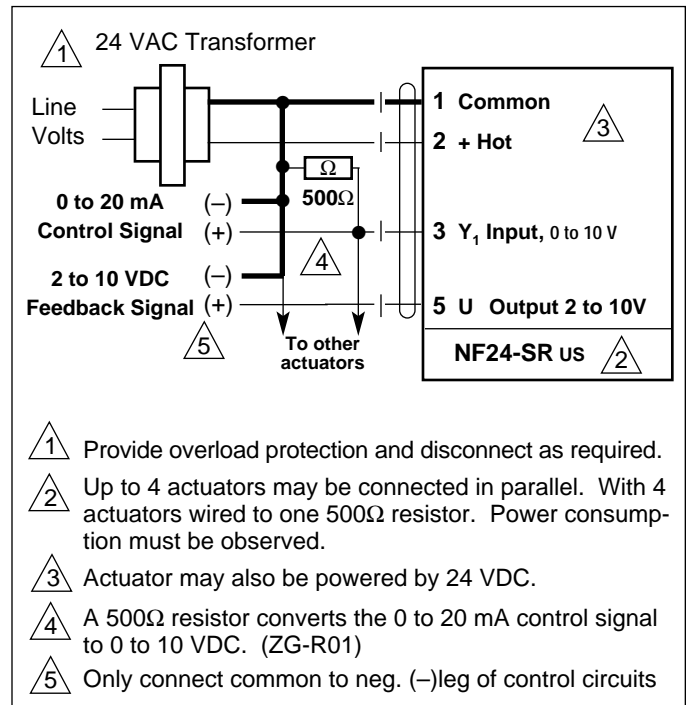 1 24 VAC Transformer
Line
Volts
1 Common
2 + Hot
3
Ω
500Ω
0 to 20 mA (–)
Control Signal (+)
3 Y1 Input, 0 to 10 V
4
2 to 10 VDC (–)
Feedback Signal (+)
5
To other
actuators
5 U Output 2 to 10V
NF24-SR US 2
1 Provide overload protection and disconnect as required.
2 Up to 4 actuators may be connected in parallel. With 4
actuators wired to one 500Ω resistor. Power consump-
tion must be observed.
3 Actuator may also be powered by 24 VDC.
4 A 500Ω resistor converts the 0 to 20 mA control signal
to 0 to 10 VDC. (ZG-R01)
5 Only connect common to neg. (–)leg of control circuits